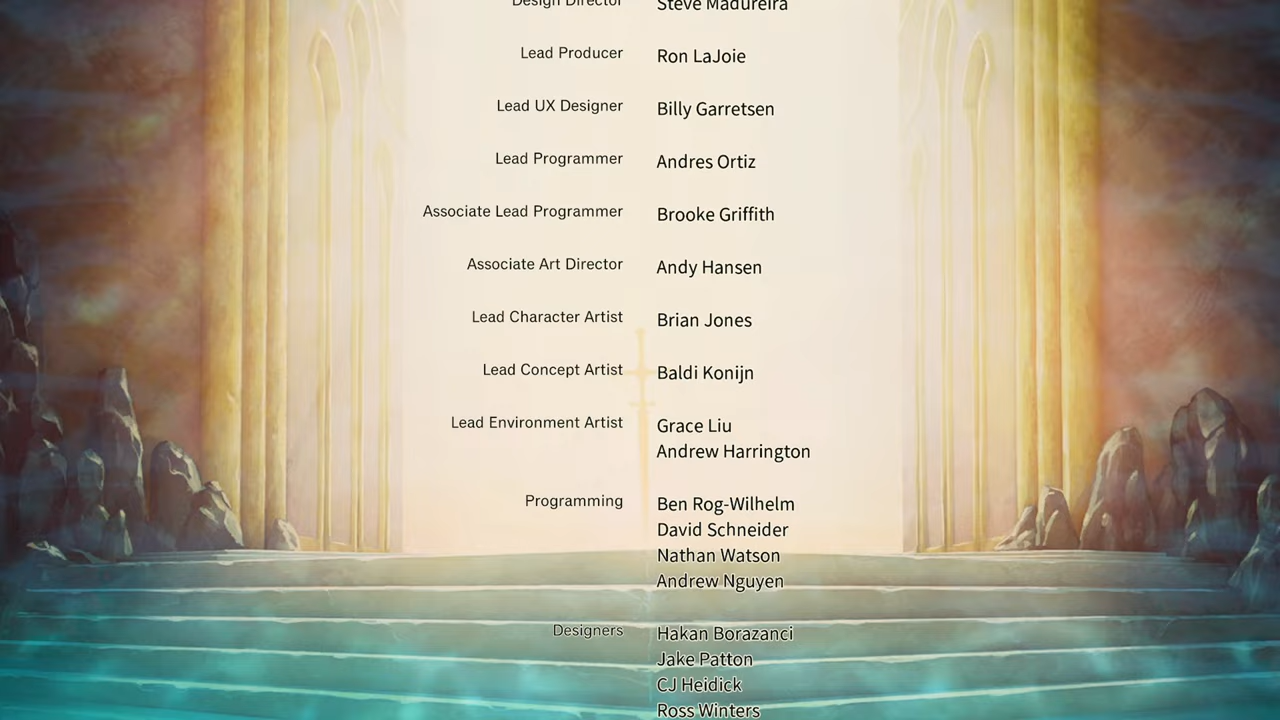 Design Director Steve Madureira
Lead Producer Ron LaJoie
Lead UX Designer Billy Garretsen
Lead Programmer Andres Ortiz
Associate Lead Programmer Brooke Griffith
Associate Art Director Andy Hansen
Lead Character Artist Brian Jones
Lead Concept Artist Baldi Konijn
Lead Environment Artist Grace Liu
Andrew Harrington
Programming Ben Rog-Wilhelm
David Schneider
Nathan Watson
Andrew Nguyen
Designers Hakan Borazanci
Jake Patton
CJ Heidick
Ross Winters